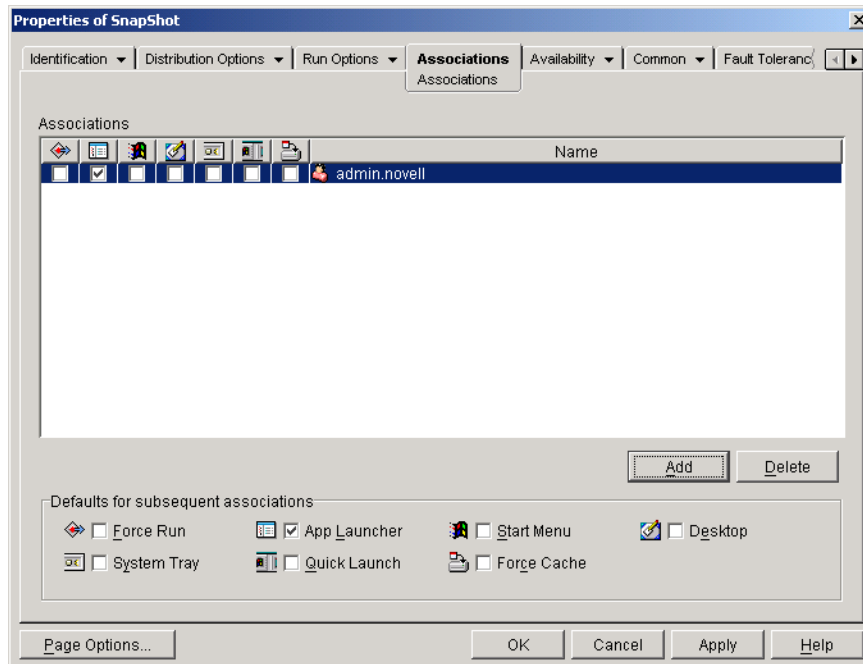 Properties of SnapShot
Identification Distribution Options Run Options Associations Availability Common Fault Toleranc
Associations
Associations
Name
admin.novell
Add Delete
Defaults for subsequent associations
Force Run App Launcher Start Menu Desktop
System Tray Quick Launch Force Cache
Page Options... OK Cancel Apply Help